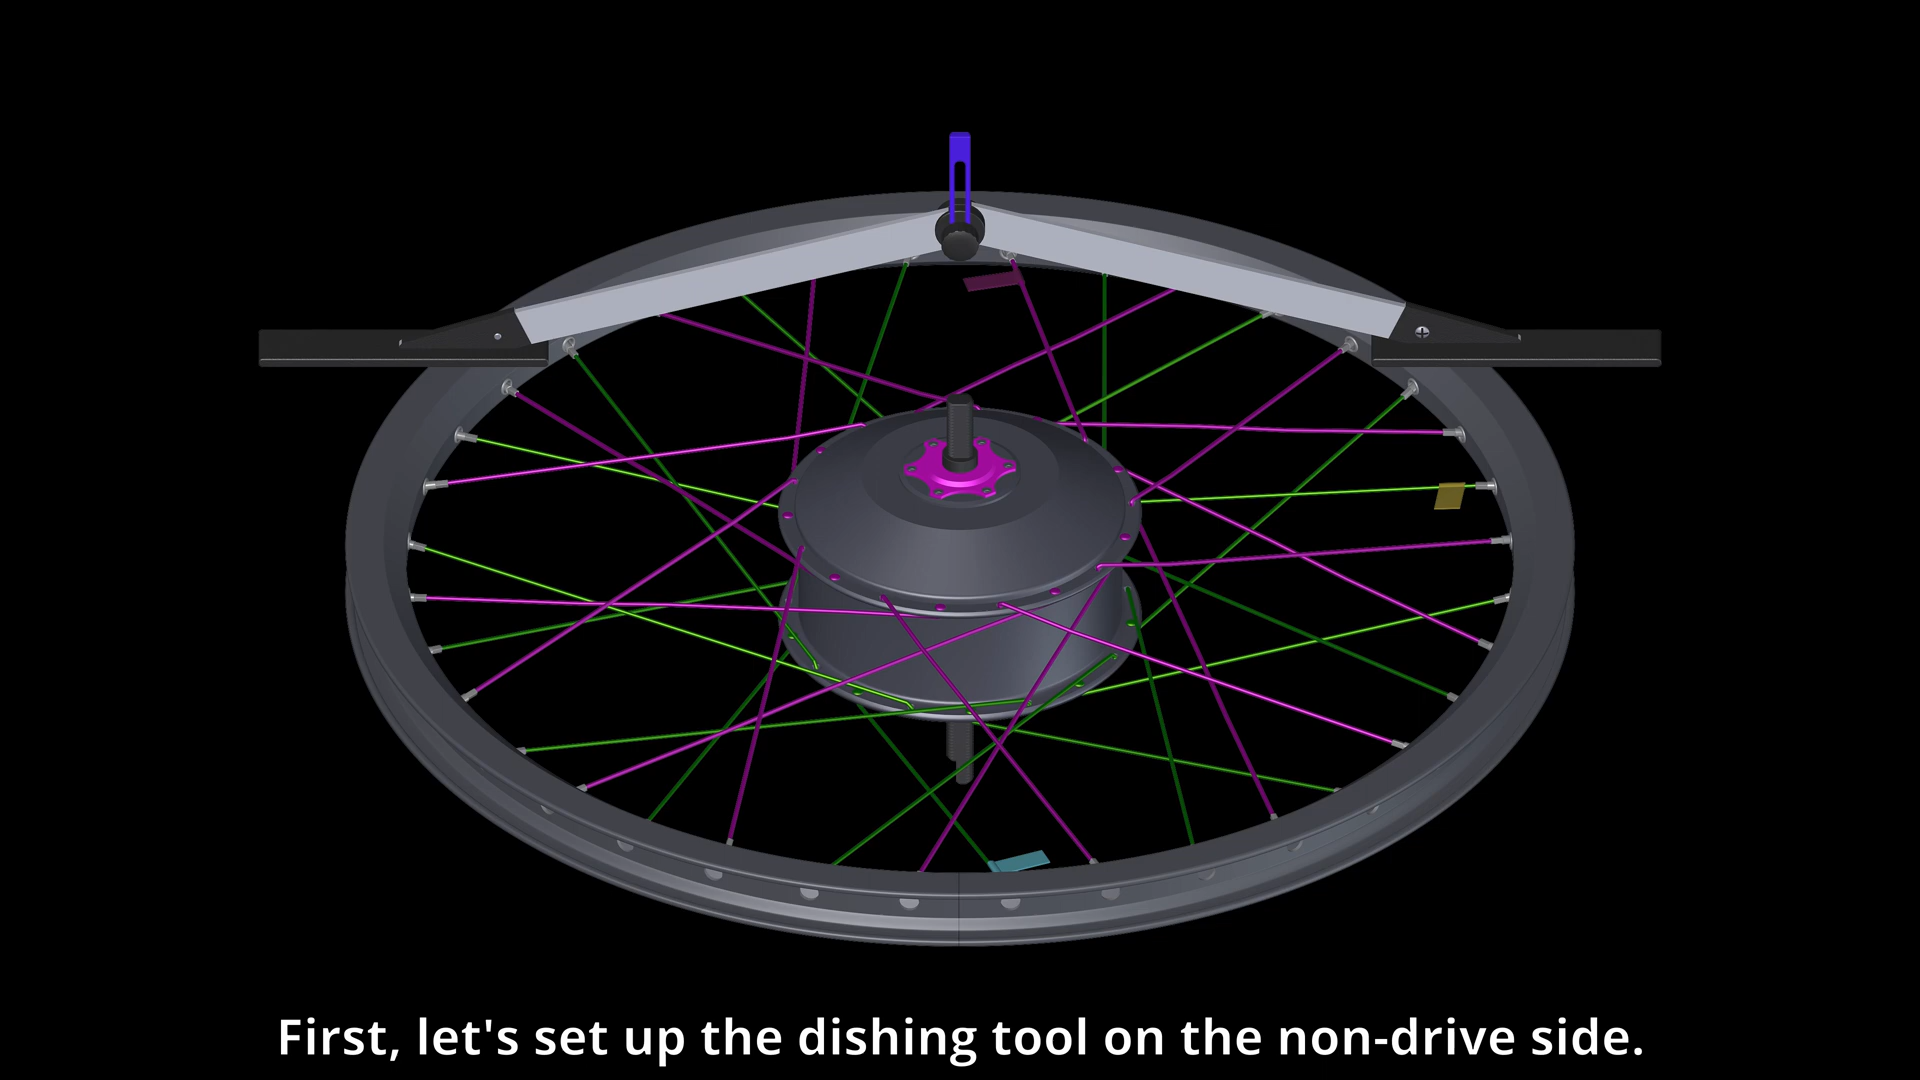 First, let's set up the dishing tool on the non-drive side.